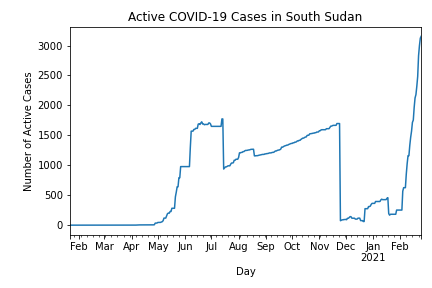 Active COVID-19 Cases in South Sudan
Number of Active Cases
3000
2500
2000
1500
1000
500
0
Feb Mar Apr May Jun Jul Aug Sep Oct Nov Dec Jan Feb
2021
Day